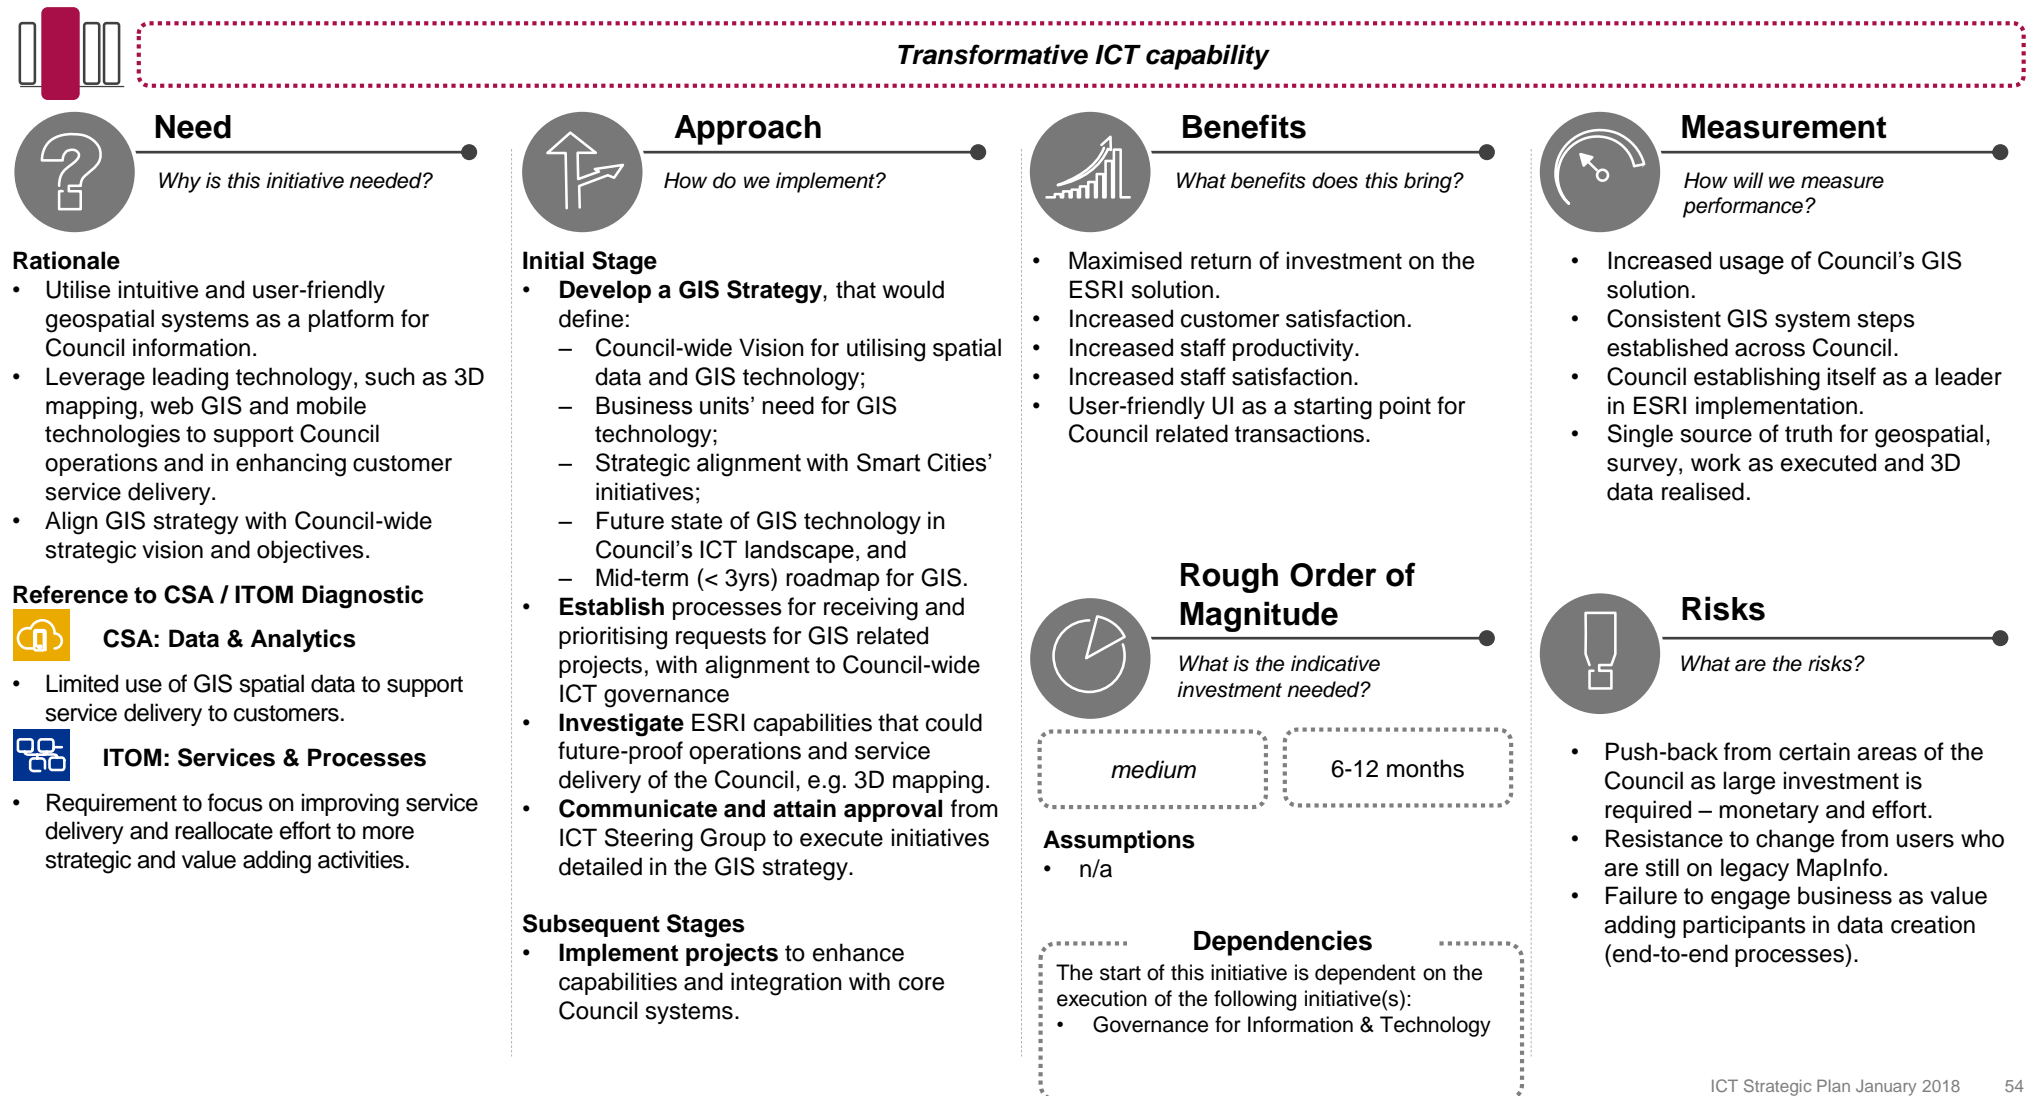 Transformative ICT capability
Need
Why is this initiative needed?
Rationale
• Utilise intuitive and user-friendly
geospatial systems as a platform for
Council information.
• Leverage leading technology, such as 3D
mapping, web GIS and mobile
technologies to support Council
operations and in enhancing customer
service delivery.
• Align GIS strategy with Council-wide
strategic vision and objectives.
Reference to CSA / ITOM Diagnostic
CSA: Data & Analytics
• Limited use of GIS spatial data to support
service delivery to customers.
ITOM: Services & Processes
• Requirement to focus on improving service
delivery and reallocate effort to more
strategic and value adding activities.
Approach
How do we implement?
Initial Stage
• Develop a GIS Strategy, that would
define:
– Council-wide Vision for utilising spatial
data and GIS technology;
– Business units’ need for GIS
technology;
– Strategic alignment with Smart Cities’
initiatives;
– Future state of GIS technology in
Council’s ICT landscape, and
– Mid-term (< 3yrs) roadmap for GIS.
• Establish processes for receiving and
prioritising requests for GIS related
projects, with alignment to Council-wide
ICT governance
• Investigate ESRI capabilities that could
future-proof operations and service
delivery of the Council, e.g. 3D mapping.
• Communicate and attain approval from
ICT Steering Group to execute initiatives
detailed in the GIS strategy.
Subsequent Stages
• Implement projects to enhance
capabilities and integration with core
Council systems.
Benefits
What benefits does this bring?
• Maximised return of investment on the
ESRI solution.
• Increased customer satisfaction.
• Increased staff productivity.
• Increased staff satisfaction.
• User-friendly UI as a starting point for
Council related transactions.
Rough Order of
Magnitude
What is the indicative
investment needed?
medium
6-12 months
Assumptions
• n/a
Dependencies
The start of this initiative is dependent on the
execution of the following initiative(s):
• Governance for Information & Technology
Measurement
How will we measure
performance?
• Increased usage of Council’s GIS
solution.
• Consistent GIS system steps
established across Council.
• Council establishing itself as a leader
in ESRI implementation.
• Single source of truth for geospatial,
survey, work as executed and 3D
data realised.
Risks
What are the risks?
• Push-back from certain areas of the
Council as large investment is
required – monetary and effort.
• Resistance to change from users who
are still on legacy MapInfo.
• Failure to engage business as value
adding participants in data creation
(end-to-end processes).
ICT Strategic Plan January 2018
54